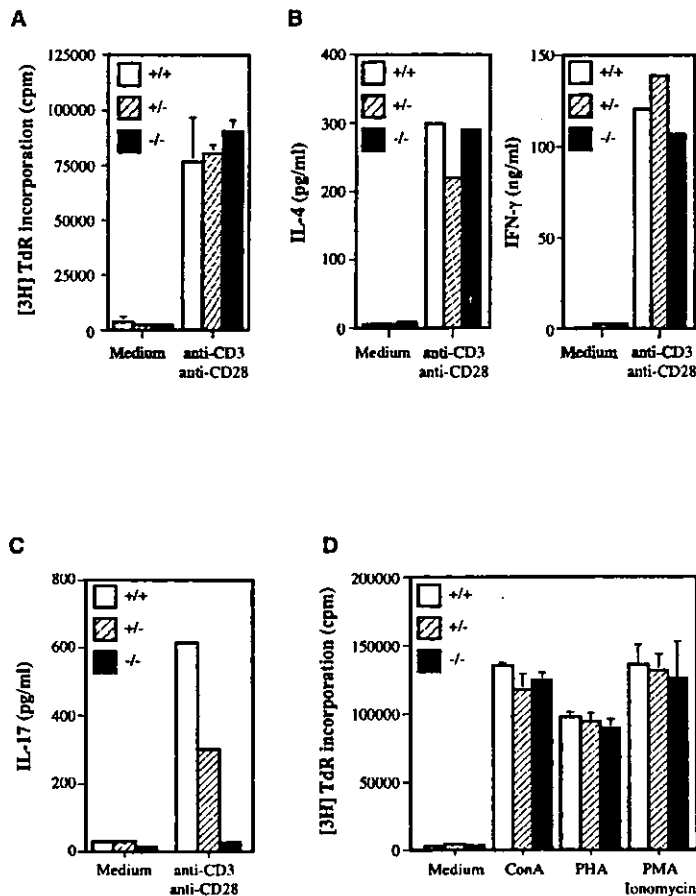 A
[3H] TdR incorporation (cpm)
125000
100000
75000
50000
25000
0
+/+
+/-
-/-
Medium
anti-CD3
anti-CD28
B
IL-4 (pg/ml)
400
300
200
100
0
+/+
+/-
-/-
Medium
anti-CD3
anti-CD28
IFN-γ (ng/ml)
150
100
50
0
+/+
+/-
-/-
Medium
anti-CD3
anti-CD28
C
IL-17 (pg/ml)
800
600
400
200
0
+/+
+/-
-/-
Medium
anti-CD3
anti-CD28
D
[3H] TdR incorporation (cpm)
200000
150000
100000
50000
0
+/+
+/-
-/-
Medium
ConA
PHA
PMA
Ionomycin